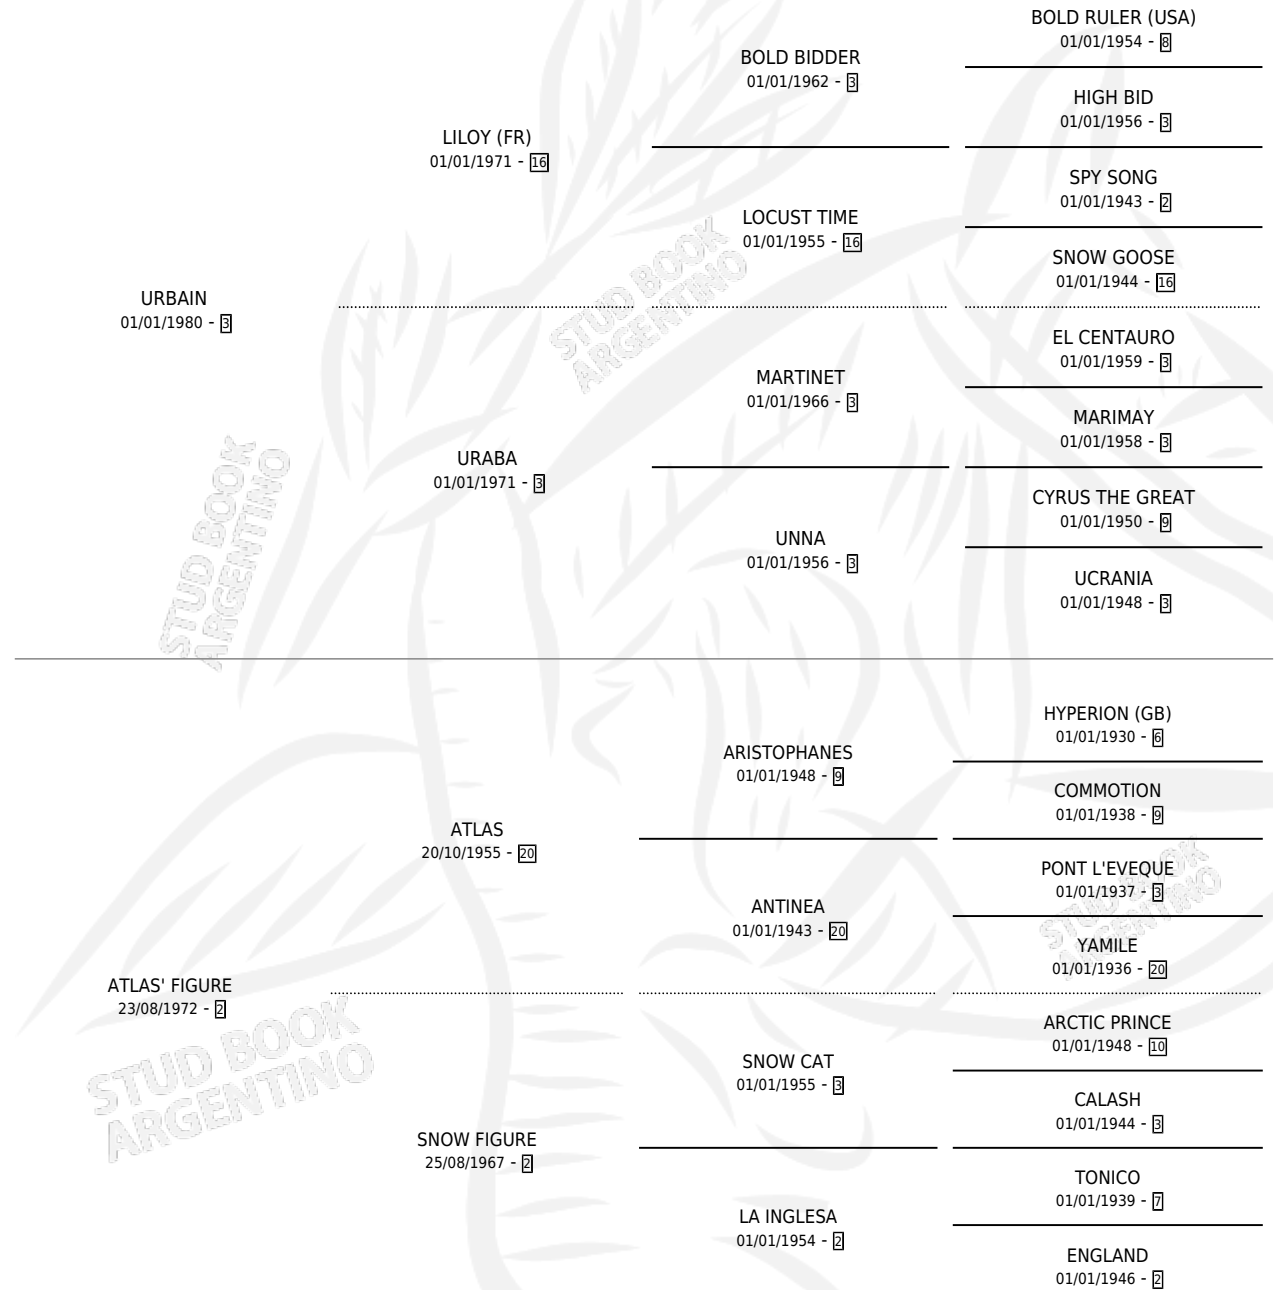 BOLD RULER (USA)
01/01/1954 - 8
BOLD BIDDER
01/01/1962 - 3
HIGH BID
01/01/1956 - 3
LILOY (FR)
01/01/1971 - 16
SPY SONG
01/01/1943 - 2
LOCUST TIME
01/01/1955 - 16
SNOW GOOSE
01/01/1944 - 16
URBAIN
01/01/1980 - 3
EL CENTAURO
01/01/1959 - 3
MARTINET
01/01/1966 - 3
MARIMAY
01/01/1958 - 3
URABA
01/01/1971 - 3
CYRUS THE GREAT
01/01/1950 - 9
UNNA
01/01/1956 - 3
UCRANIA
01/01/1948 - 3
STUD BOOK
ARGENTINO
STUD BOOK
ARGENTINO
HYPERION (GB)
01/01/1930 - 6
ARISTOPHANES
01/01/1948 - 9
COMMOTION
01/01/1938 - 9
ATLAS
20/10/1955 - 20
PONT L'EVEQUE
01/01/1937 - 3
ANTINEA
01/01/1943 - 20
YAMILE
01/01/1936 - 20
ATLAS' FIGURE
23/08/1972 - 2
ARCTIC PRINCE
01/01/1948 - 10
SNOW CAT
01/01/1955 - 3
CALASH
01/01/1944 - 3
SNOW FIGURE
25/08/1967 - 2
TONICO
01/01/1939 - 7
LA INGLESA
01/01/1954 - 2
ENGLAND
01/01/1946 - 2
STUD BOOK
ARGENTINO
STUD BOOK
ARGENTINO